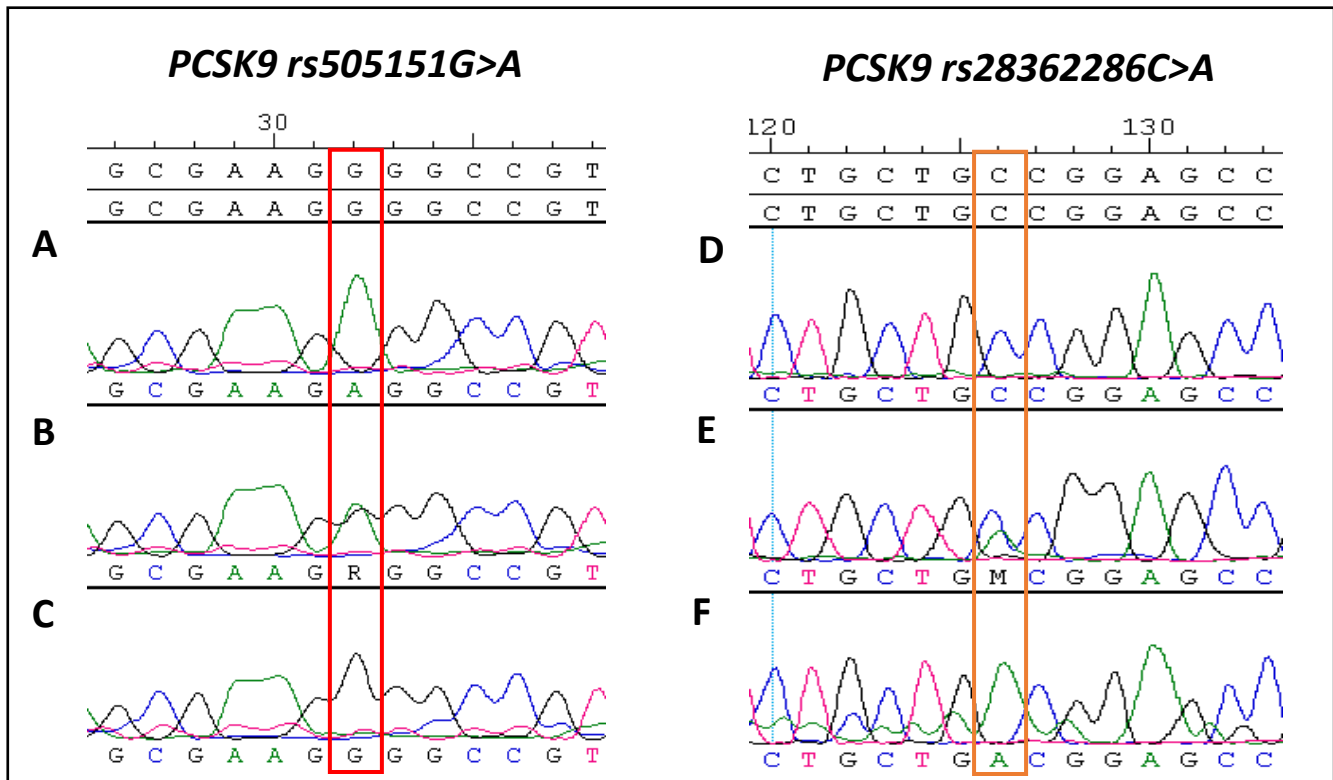 PCSK9 rs505151G>A
30
G C G A A G G G G C C G T
G C G A A G G G G C C G T
A
G C G A A G A G G C C G T
B
G C G A A G R G G C C G T
C
G C G A A G G G G C C G T
PCSK9 rs28362286C>A
120 130
C T G C T G C C G G A G C C
C T G C T G C C G G A G C C
D
C T G C T G C C G G A G C C
E
C T G C T G M C G G A G C C
F
C T G C T G A C G G A G C C